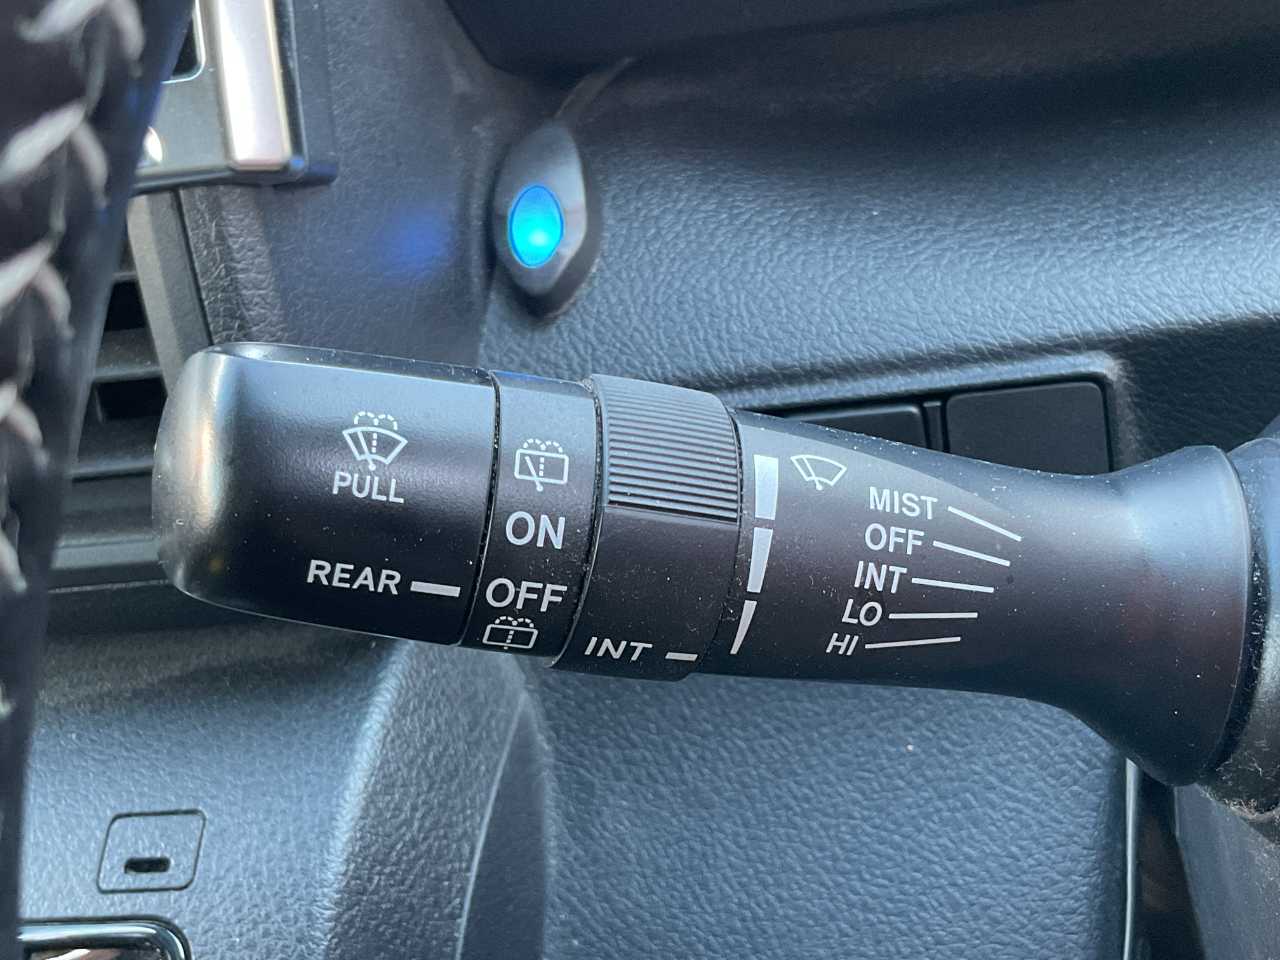 PULL
REAR
ON
OFF
INT
MIST
OFF
INT
LO
HI